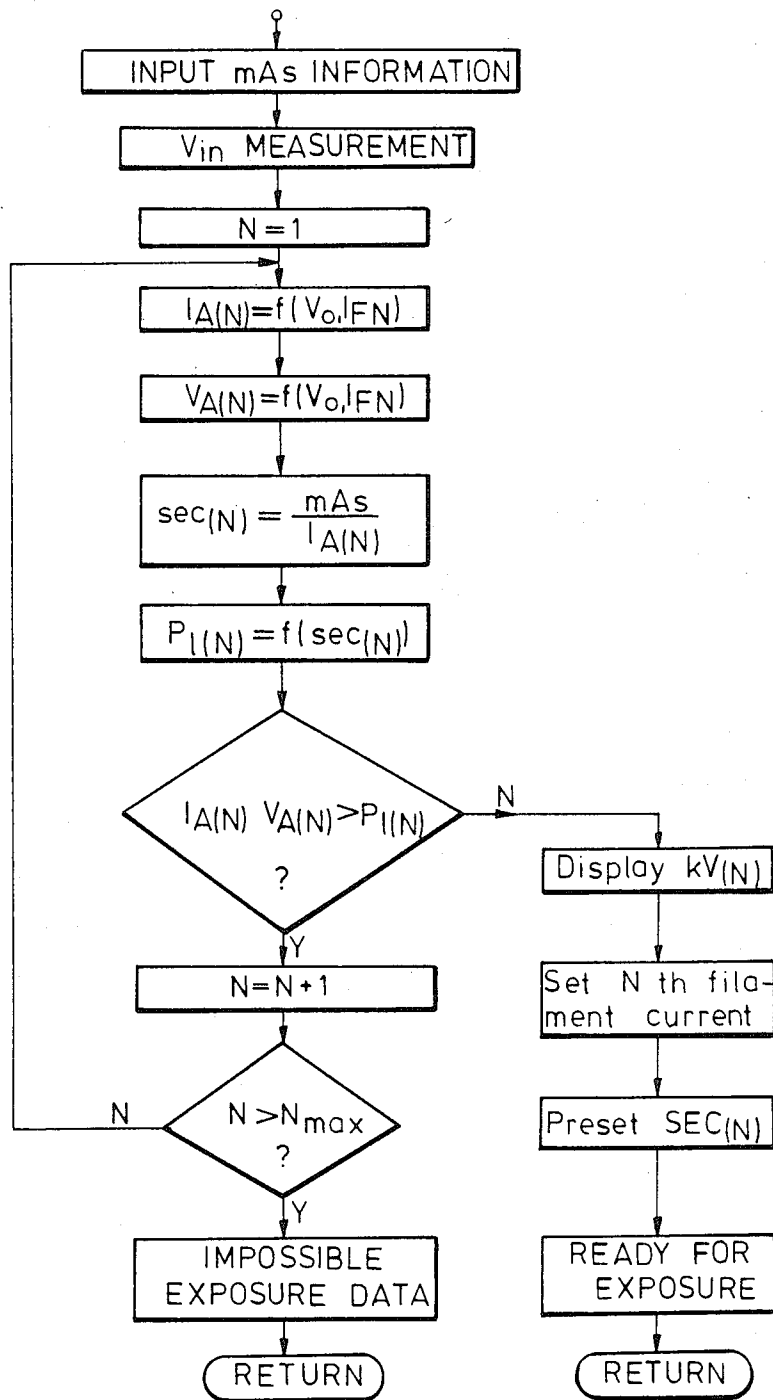 INPUT mAs INFORMATION
Vin MEASUREMENT
N = 1
IA(N)=f(Vo,IFN)
VA(N)=f(Vo,IFN)
sec(N) = mAs
IA(N)
Pl(N) = f(sec(N))
IA(N) VA(N)>Pl(N)
?
N
Y
N=N+1
N>Nmax
?
N
Y
IMPOSSIBLE
EXPOSURE DATA
RETURN
Display kV(N)
Set N th fila-
ment current
Preset SEC(N)
READY FOR
EXPOSURE
RETURN